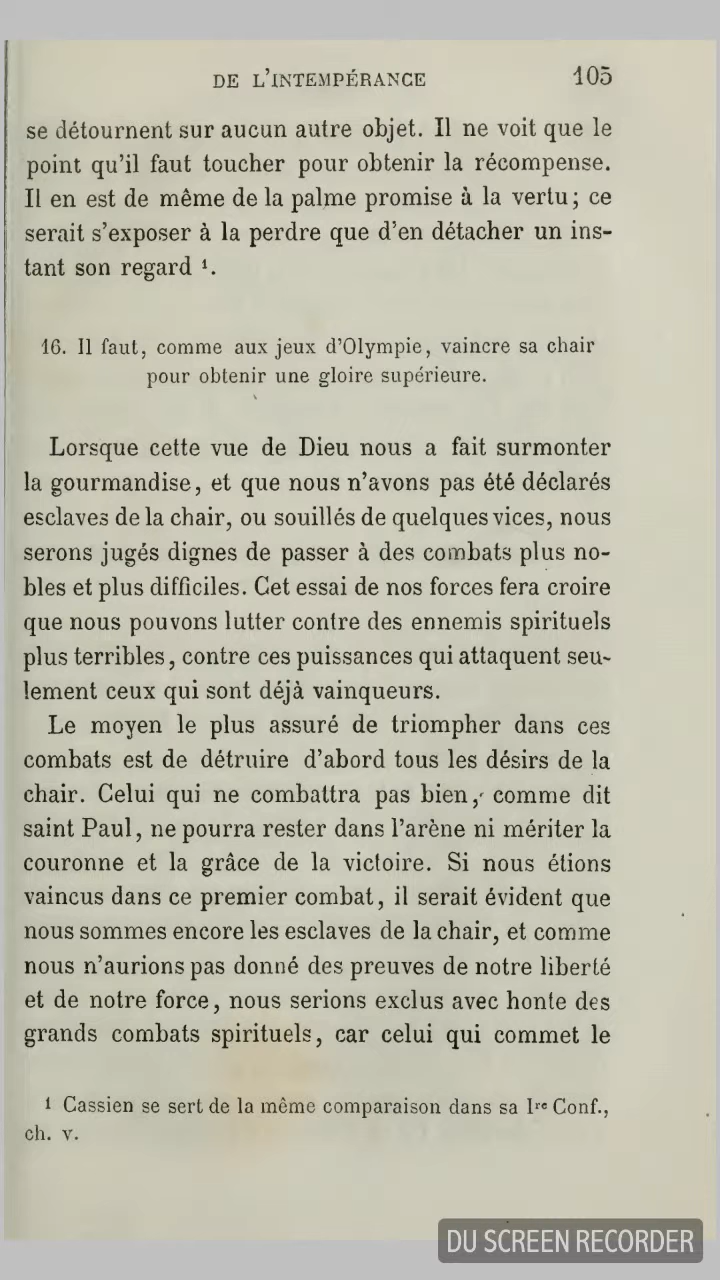 DE L'INTEMPÉRANCE 105
se détournent sur aucun autre objet. Il ne voit que le
point qu'il faut toucher pour obtenir la récompense.
Il en est de même de la palme promise à la vertu; ce
serait s'exposer à la perdre que d'en détacher un ins-
tant son regard ¹.
16. Il faut, comme aux jeux d'Olympie, vaincre sa chair
pour obtenir une gloire supérieure.
Lorsque cette vue de Dieu nous a fait surmonter
la gourmandise, et que nous n'avons pas été déclarés
esclaves de la chair, ou souillés de quelques vices, nous
serons jugés dignes de passer à des combats plus no-
bles et plus difficiles. Cet essai de nos forces fera croire
que nous pouvons lutter contre des ennemis spirituels
plus terribles, contre ces puissances qui attaquent seu-
lement ceux qui sont déjà vainqueurs.
Le moyen le plus assuré de triompher dans ces
combats est de détruire d'abord tous les désirs de la
chair. Celui qui ne combattra pas bien, comme dit
saint Paul, ne pourra rester dans l'arène ni mériter la
couronne et la grâce de la victoire. Si nous étions
vaincus dans ce premier combat, il serait évident que
nous sommes encore les esclaves de la chair, et comme
nous n'aurions pas donné des preuves de notre liberté
et de notre force, nous serions exclus avec honte des
grands combats spirituels, car celui qui commet le
¹ Cassien se sert de la même comparaison dans sa Iʳᵉ Conf.,
ch. v.
DU SCREEN RECORDER